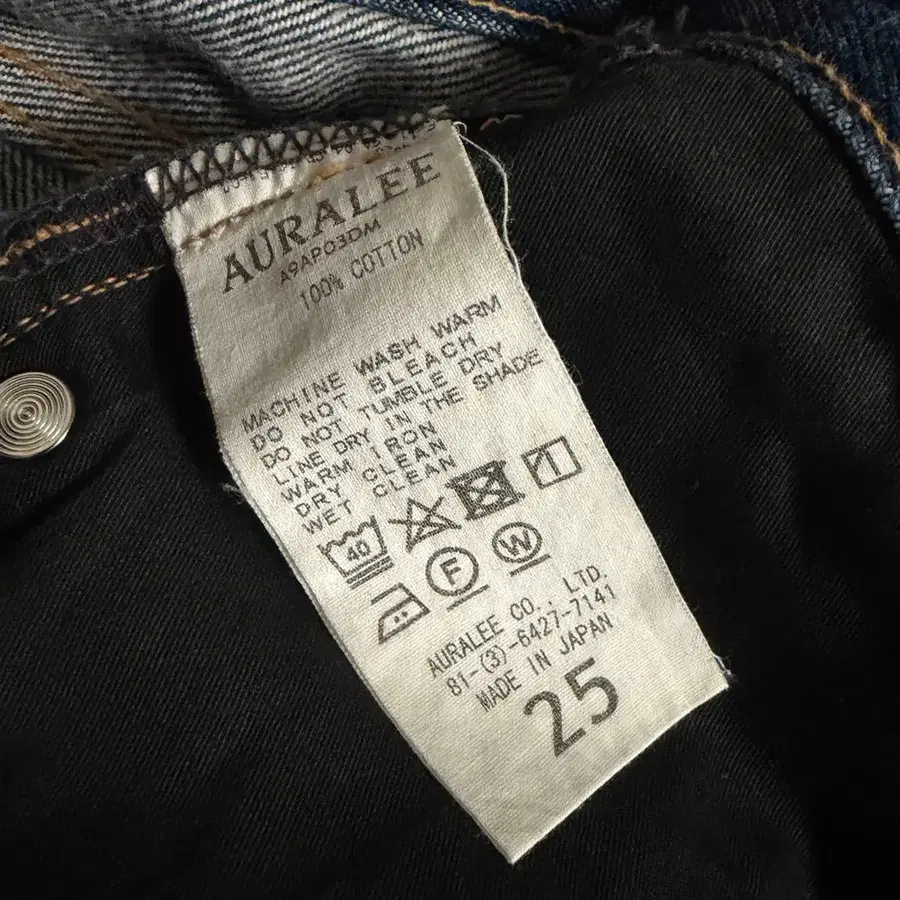 AURALEE
A9AP03DM
100% COTTON
MACHINE WASH WARM
DO NOT BLEACH
DO NOT TUMBLE DRY
LINE DRY IN THE SHADE
WARM IRON
DRY CLEAN
WET CLEAN
40
F W
AURALEE CO., LTD.
81-(3)-6427-7141
MADE IN JAPAN
25